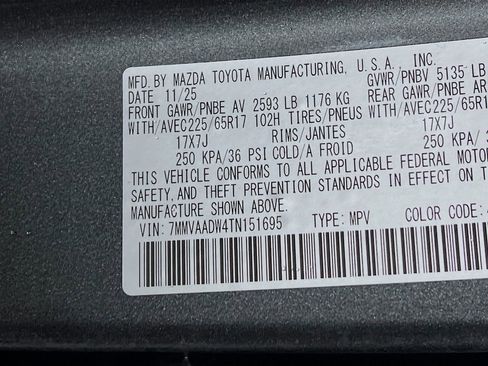 MFD. BY MAZDA TOYOTA MANUFACTURING, U.S.A., INC.
DATE 11/25 GVWR/PNBV 5135 LB
FRONT GAWR/PNBE AV 2593 LB 1176 KG REAR GAWR/PNBE AR
WITH/AVEC225/65R17 102H TIRES/PNEUS WITH/AVEC225/65R
17X7J RIMS/JANTES 17X7J
250 KPA/36 PSI COLD/A FROID 250 KPA/36
THIS VEHICLE CONFORMS TO ALL APPLICABLE FEDERAL MOTOR
SAFETY, AND THEFT PREVENTION STANDARDS IN EFFECT ON T
MANUFACTURE SHOWN ABOVE.
VIN: 7MMVAADW4TN151695 TYPE: MPV COLOR CODE: